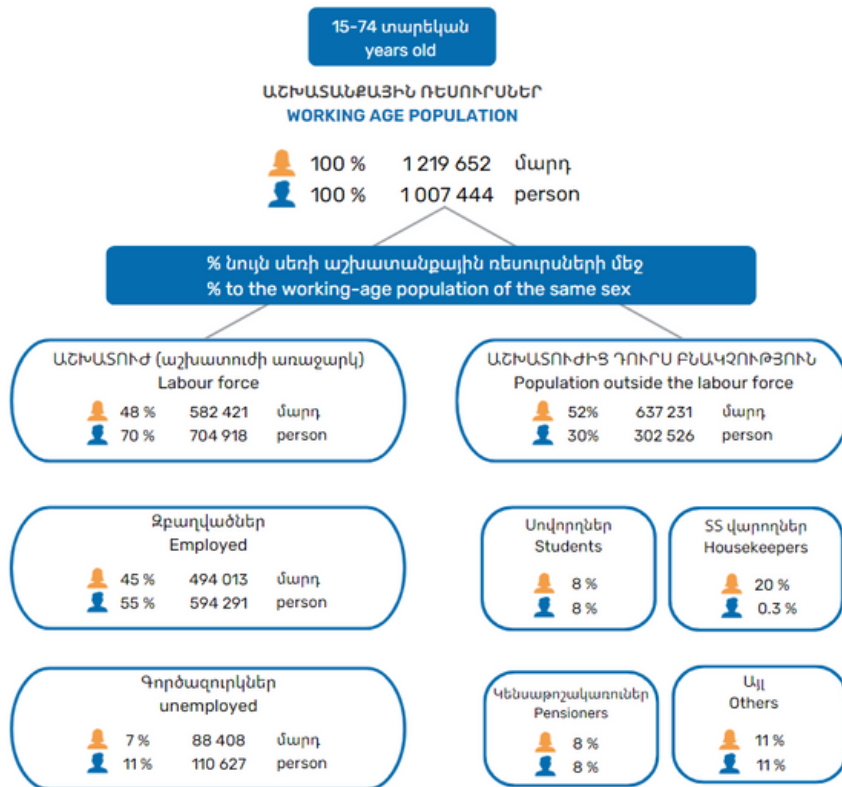 15-74 տարեկան
years old
ԱՇԽԱՏԱՆՔԱՅԻՆ ՌԵՍՈՒՐՍՆԵՐ
WORKING AGE POPULATION
100 % 1 219 652 մարդ
100 % 1 007 444 person
% նույն սեռի աշխատանքային ռեսուրսների մեջ
% to the working-age population of the same sex
ԱՇԽԱՏՈՒԺ (աշխատուժի առաջարկ)
Labour force
48 % 582 421 մարդ
70 % 704 918 person
ԱՇԽԱՏՈՒԺԻՑ ԴՈՒՐՍ ԲՆԱԿՉՈՒԹՅՈՒՆ
Population outside the labour force
52% 637 231 մարդ
30% 302 526 person
Զբաղվածներ
Employed
45 % 494 013 մարդ
55 % 594 291 person
Սովորողներ
Students
8 %
8 %
ՏՏ վարողներ
Housekeepers
20 %
0.3 %
Գործազուրկներ
unemployed
7 % 88 408 մարդ
11 % 110 627 person
Կենսաթոշակառուներ
Pensioners
8 %
8 %
Այլ
Others
11 %
11 %